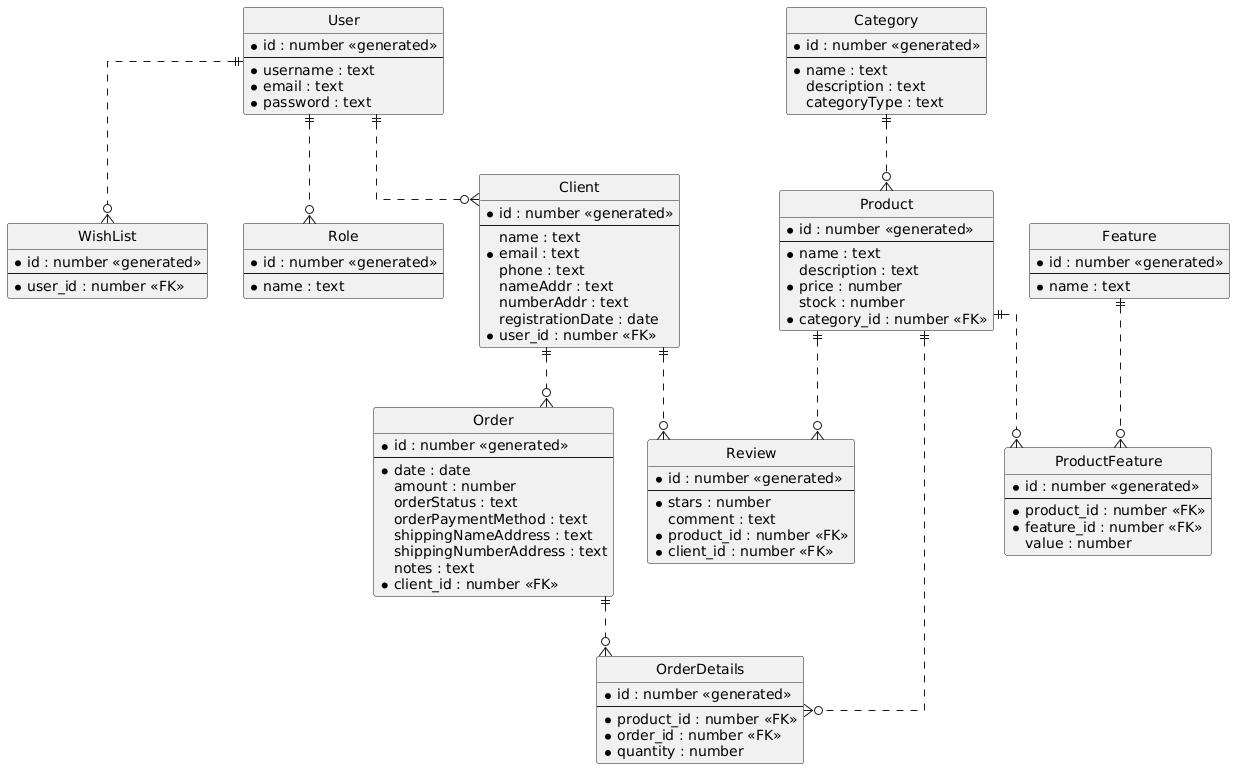 User
* id : number «generated»
* username : text
* email : text
* password : text
Category
* id : number «generated»
* name : text
description : text
categoryType : text
WishList
* id : number «generated»
* user_id : number «FK»
Role
* id : number «generated»
* name : text
Client
* id : number «generated»
name : text
* email : text
phone : text
nameAddr : text
numberAddr : text
registrationDate : date
* user_id : number «FK»
Product
* id : number «generated»
* name : text
description : text
* price : number
stock : number
* category_id : number «FK»
Feature
* id : number «generated»
* name : text
Order
* id : number «generated»
* date : date
amount : number
orderStatus : text
orderPaymentMethod : text
shippingNameAddress : text
shippingNumberAddress : text
notes : text
* client_id : number «FK»
Review
* id : number «generated»
* stars : number
comment : text
* product_id : number «FK»
* client_id : number «FK»
ProductFeature
* id : number «generated»
* product_id : number «FK»
* feature_id : number «FK»
value : number
OrderDetails
* id : number «generated»
* product_id : number «FK»
* order_id : number «FK»
* quantity : number